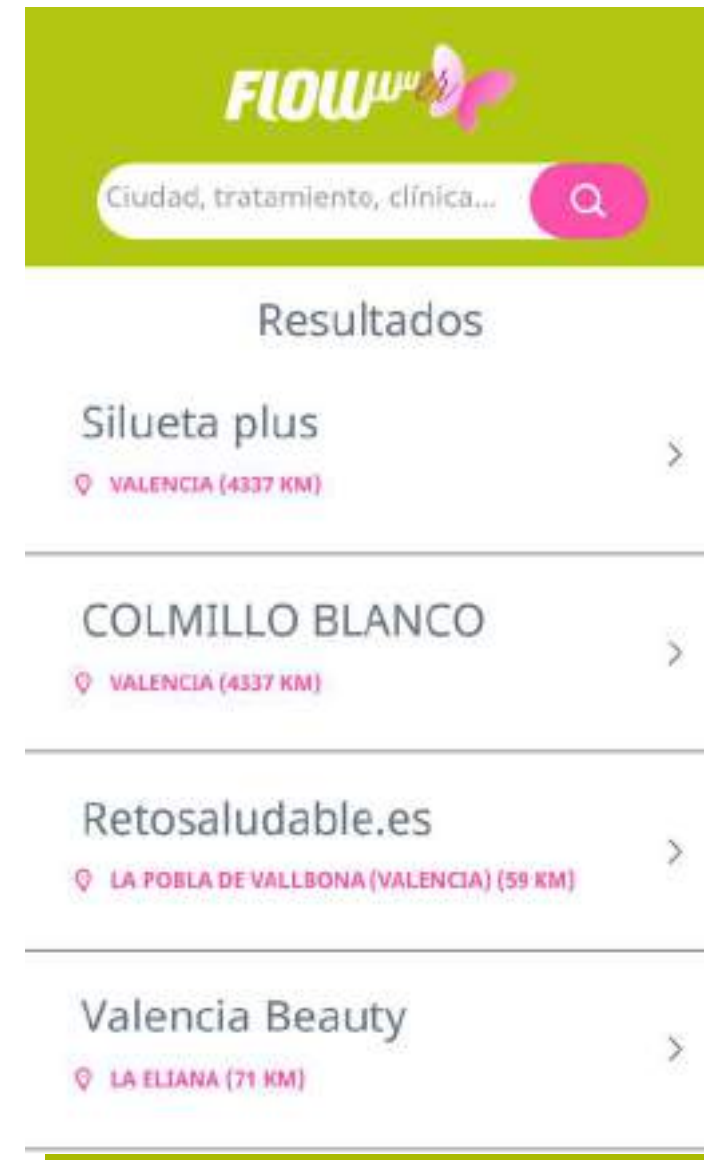 FLOWwwer
Ciudad, tratamiento, clínica...
Resultados
Silueta plus
VALENCIA (4337 KM)
COLMILLO BLANCO
VALENCIA (4337 KM)
Retosaludable.es
LA POBLA DE VALLBONA (VALENCIA) (59 KM)
Valencia Beauty
LA ELIANA (71 KM)